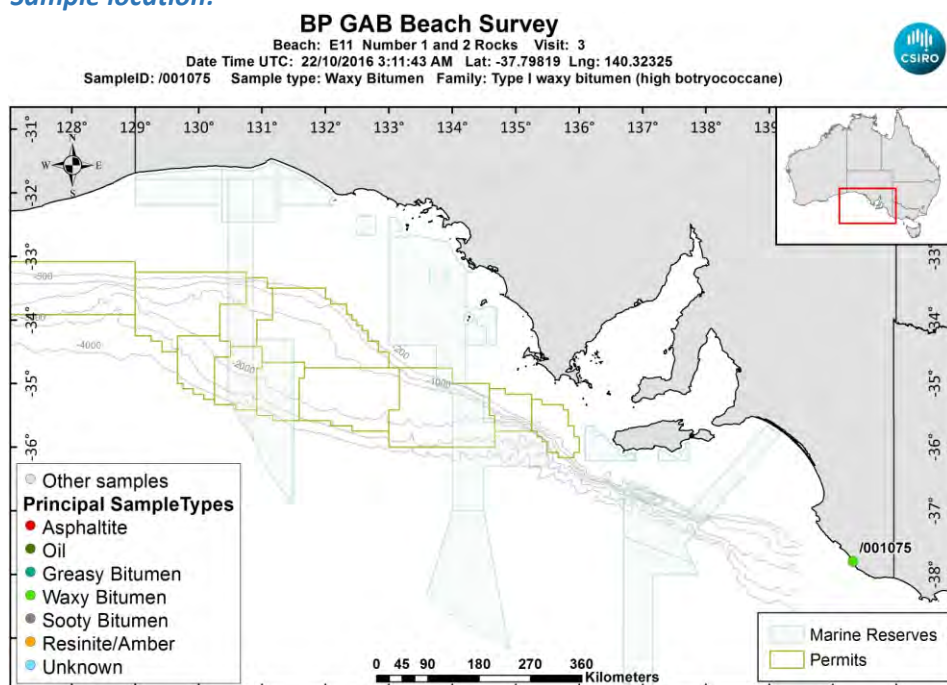 Sample location:
BP GAB Beach Survey
Beach: E11 Number 1 and 2 Rocks Visit: 3
Date Time UTC: 22/10/2016 3:11:43 AM Lat: -37.79819 Lng: 140.32325
SampleID: /001075 Sample type: Waxy Bitumen Family: Type I waxy bitumen (high botryococcane)
CSIRO
128° 129° 130° 131° 132° 133° 134° 135° 136° 137° 138° 139
-31° -31°
N
W E
S
-32° -32°
-33° -33°
-34° -34°
-35° -35°
-36° -36°
-37° -37°
-38° -38°
-4000
-2000
-200
-1000
/001075
Other samples
Principal SampleTypes
Asphaltite
Oil
Greasy Bitumen
Waxy Bitumen
Sooty Bitumen
Resinite/Amber
Unknown
0 45 90 180 270 360
Kilometers
Marine Reserves
Permits